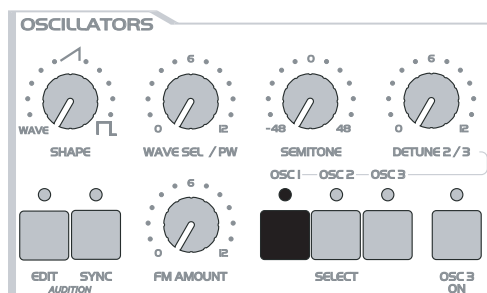 OSCILLATORS
6 0 6
WAVE 0 12 -48 48 0 12
SHAPE WAVE SEL / PW SEMITONE DETUNE 2 / 3
OSC 1 OSC 2 OSC 3
6
0 12
EDIT SYNC FM AMOUNT SELECT OSC 3
AUDITION ON